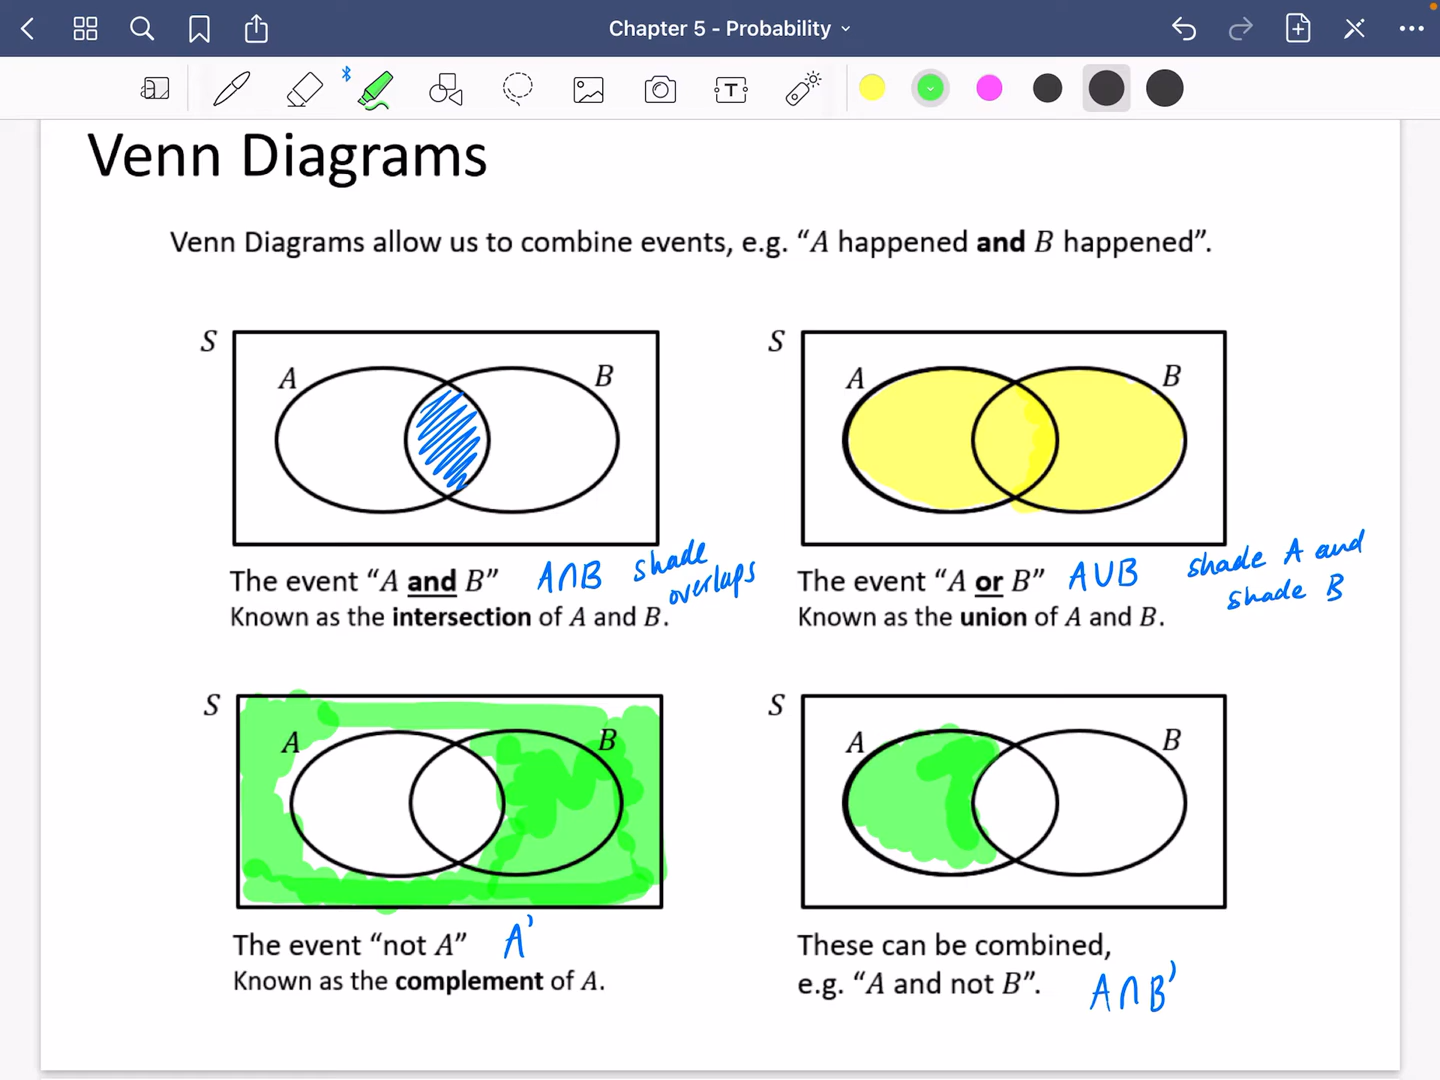 Chapter 5 - Probability
Venn Diagrams
Venn Diagrams allow us to combine events, e.g. “A happened and B happened”.
S
A
B
S
A
B
The event “A and B”
A∩B
shade
overlaps
Known as the intersection of A and B.
The event “A or B”
A∪B
shade A and
shade B
Known as the union of A and B.
S
A
B
S
A
B
The event “not A”
A'
Known as the complement of A.
These can be combined,
e.g. “A and not B”.
A∩B'